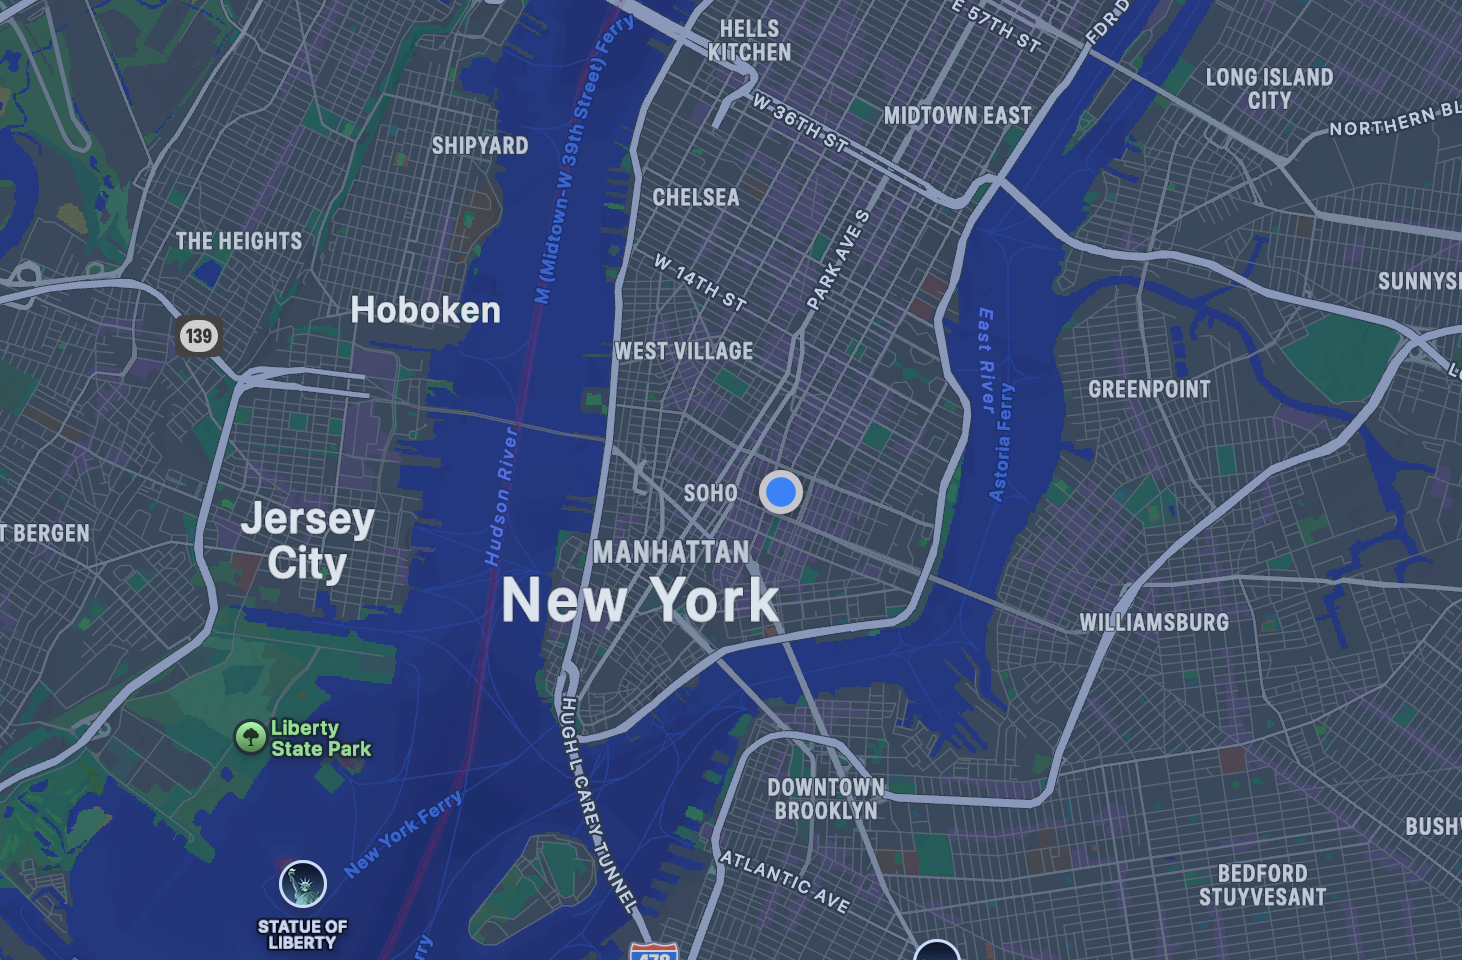 HELLS
KITCHEN
E 57TH ST
FDR D
LONG ISLAND
CITY
M (Midtown-W 39th Street) Ferry
W 36TH ST
MIDTOWN EAST
NORTHERN BL
SHIPYARD
CHELSEA
THE HEIGHTS
PARK AVE S
W 14TH ST
SUNNYS
Hoboken
139
WEST VILLAGE
East River
GREENPOINT
Astoria Ferry
Hudson River
SOHO
T BERGEN
Jersey
City
MANHATTAN
New York
WILLIAMSBURG
Liberty
State Park
HUGH L CAREY TUNNEL
DOWNTOWN
BROOKLYN
New York Ferry
BUSHW
ATLANTIC AVE
BEDFORD
STUYVESANT
STATUE OF
LIBERTY
rry
478